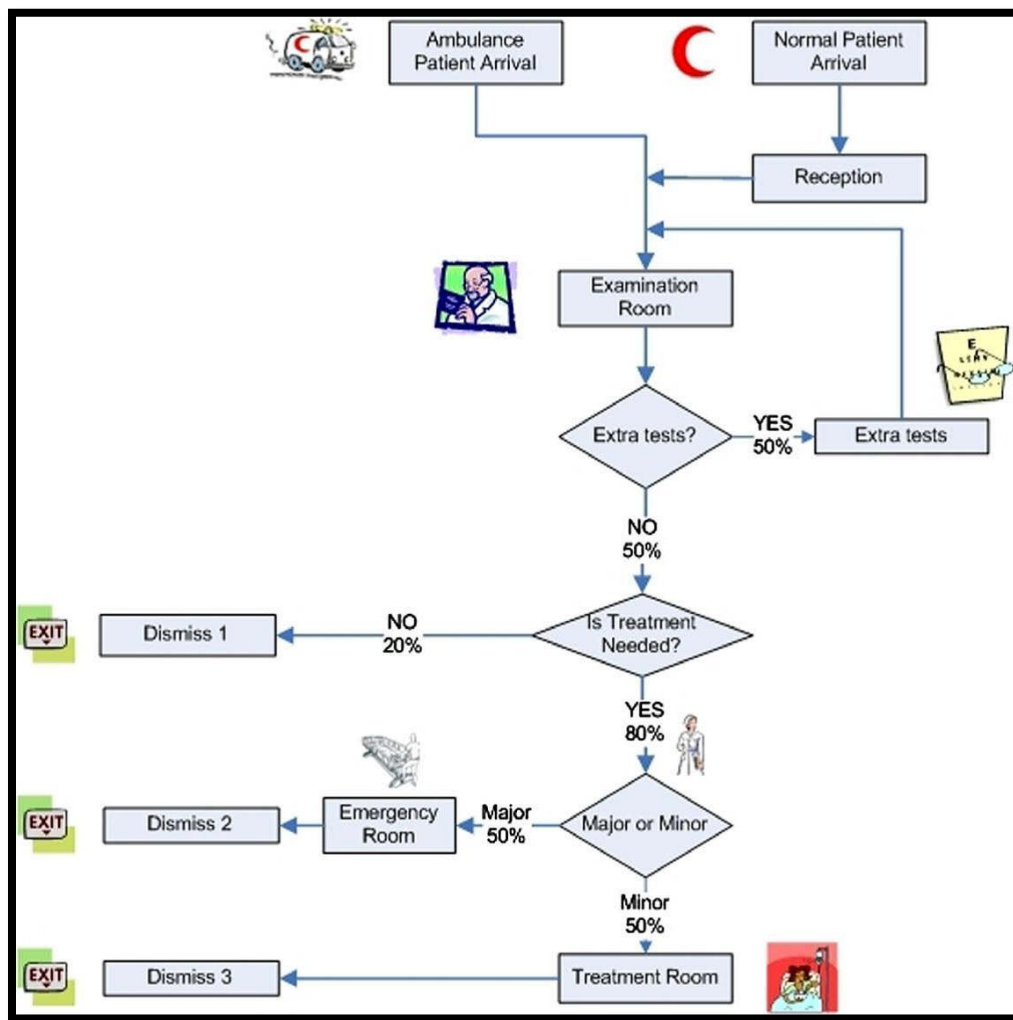 Ambulance
Patient Arrival
Normal Patient
Arrival
Reception
Examination
Room
E
Extra tests?
YES
50%
Extra tests
NO
50%
Is Treatment
Needed?
NO
20%
Dismiss 1
EXIT
YES
80%
Major or Minor
Major
50%
Emergency
Room
Dismiss 2
EXIT
Minor
50%
Treatment Room
Dismiss 3
EXIT